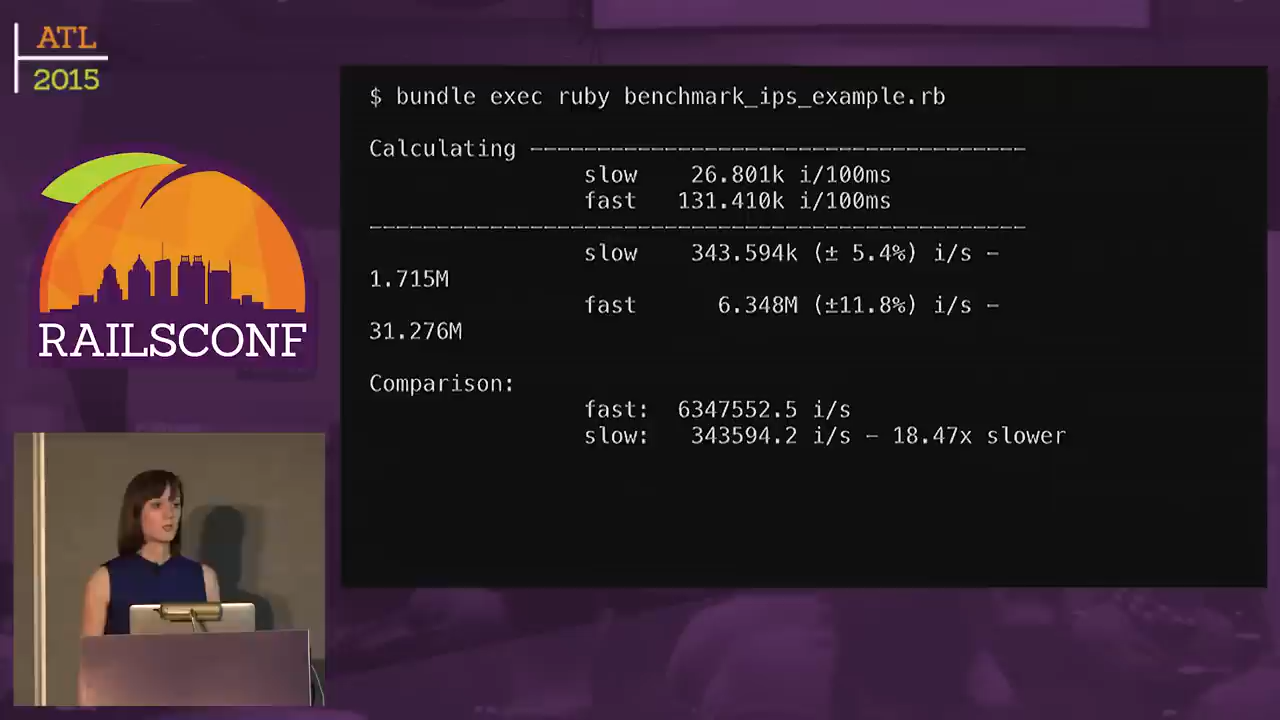 ATL
2015
RAILSCONF
$ bundle exec ruby benchmark_ips_example.rb
Calculating -------------------------------------
slow 26.801k i/100ms
fast 131.410k i/100ms
-------------------------------------------------
slow 343.594k (± 5.4%) i/s -
1.715M
fast 6.348M (±11.8%) i/s -
31.276M
Comparison:
fast: 6347552.5 i/s
slow: 343594.2 i/s - 18.47x slower